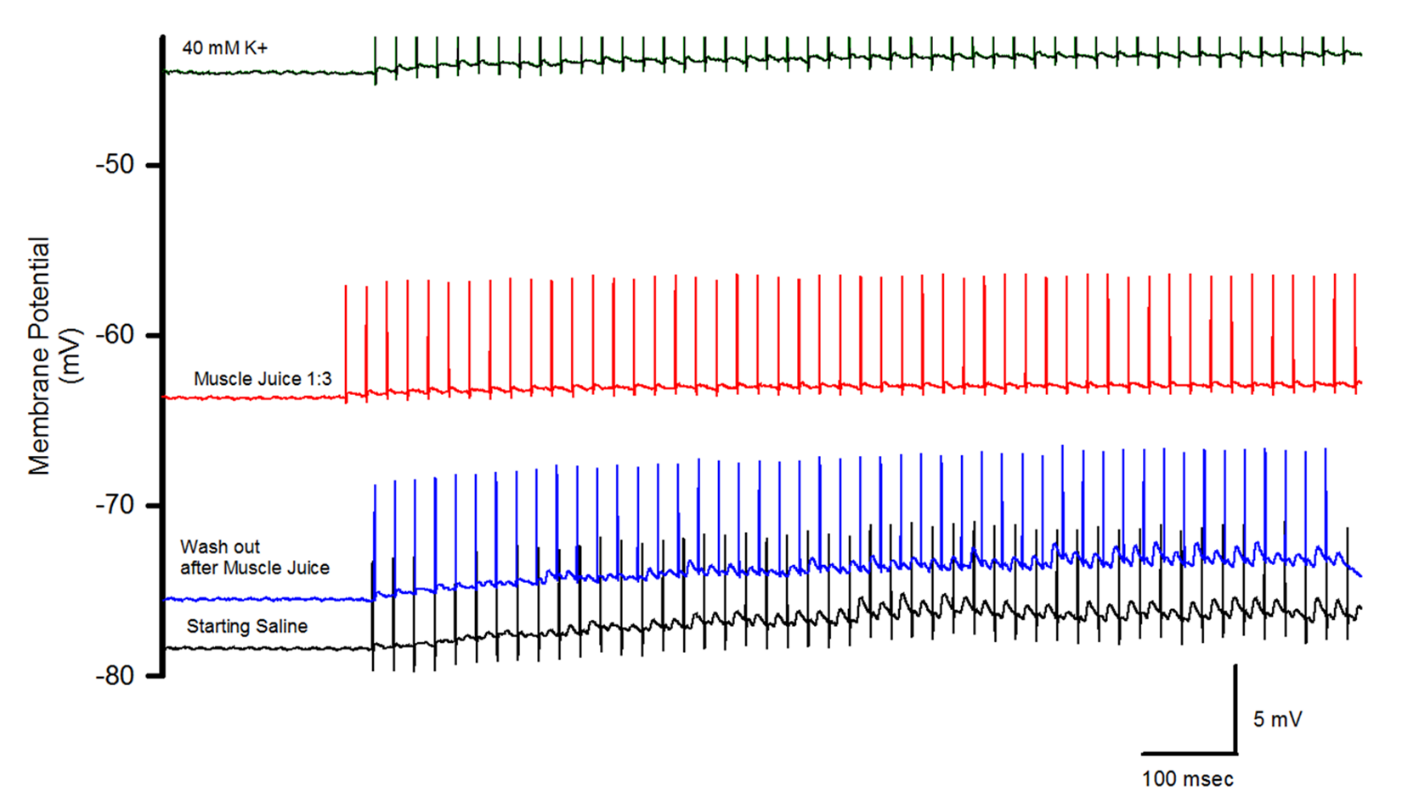 40 mM K+
-50
Membrane Potential
(mV)
-60
Muscle Juice 1:3
-70
Wash out
after Muscle Juice
Starting Saline
-80
5 mV
100 msec